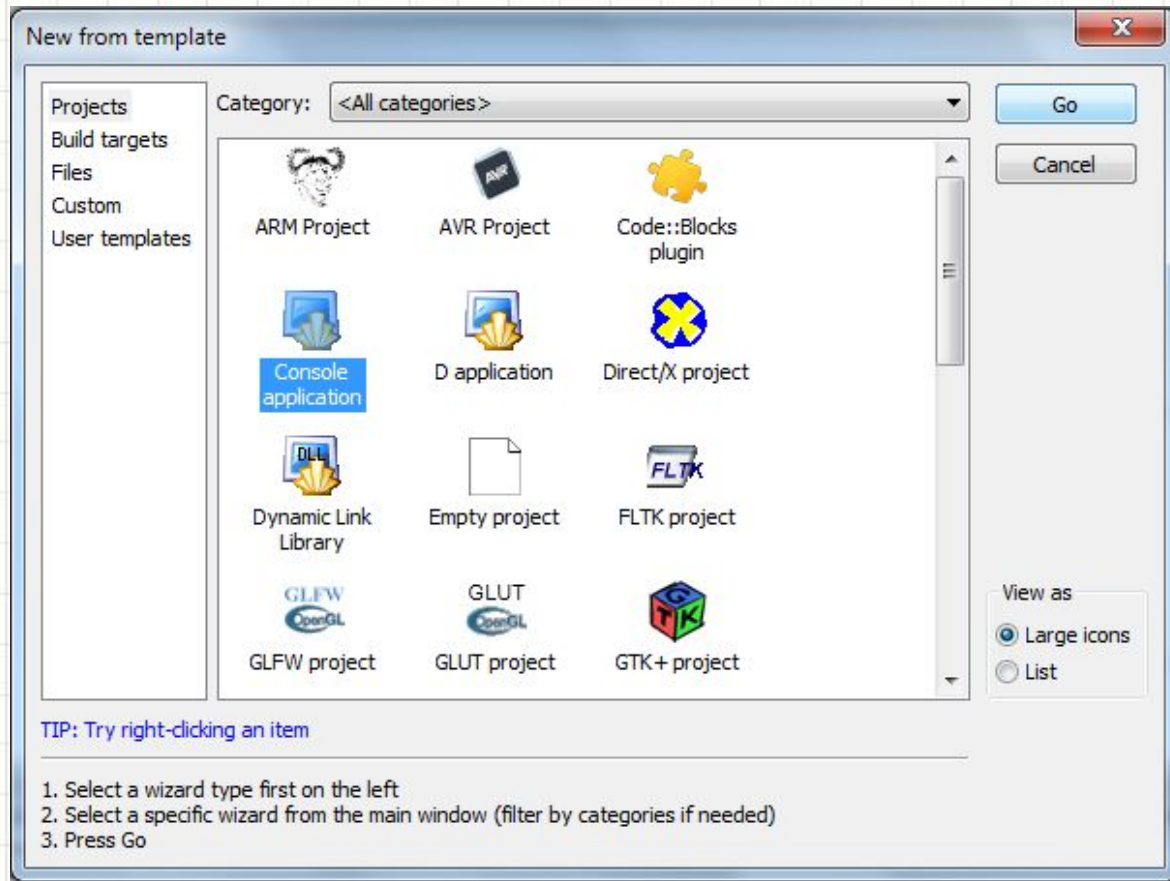 New from template
Projects
Build targets
Files
Custom
User templates
Category: <All categories>
Go
Cancel
AVR
ARM Project
AVR Project
Code::Blocks
plugin
Console
application
D application
Direct/X project
DLL
FLTK
Dynamic Link
Library
Empty project
FLTK project
GLFW
OpenGL
GLUT
OpenGL
G
T K
GLFW project
GLUT project
GTK+ project
View as
Large icons
List
TIP: Try right-clicking an item
1. Select a wizard type first on the left
2. Select a specific wizard from the main window (filter by categories if needed)
3. Press Go